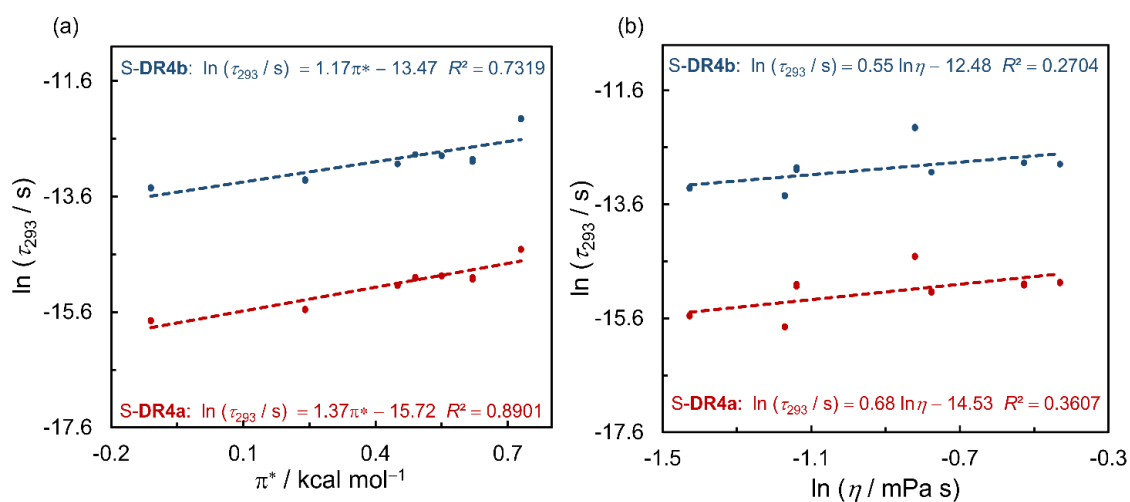 (a)
S-DR4b: ln (τ293 / s) = 1.17π* − 13.47 R² = 0.7319
-11.6
-13.6
-15.6
-17.6
ln (τ293 / s)
S-DR4a: ln (τ293 / s) = 1.37π* − 15.72 R² = 0.8901
-0.2 0.1 0.4 0.7
π* / kcal mol⁻¹
(b)
S-DR4b: ln (τ293 / s) = 0.55 lnη − 12.48 R² = 0.2704
-11.6
-13.6
-15.6
-17.6
ln (τ293 / s)
S-DR4a: ln (τ293 / s) = 0.68 lnη − 14.53 R² = 0.3607
-1.5 -1.1 -0.7 -0.3
ln (η / mPa s)